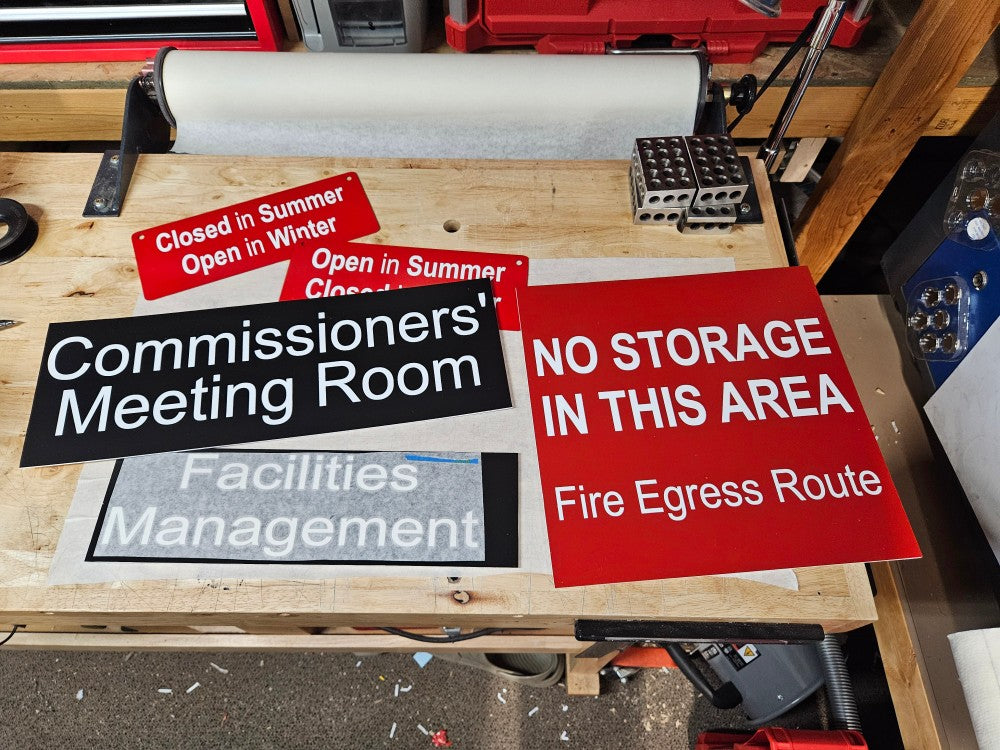 Closed in Summer
Open in Winter
Open in Summer
Closed
Commissioners'
Meeting Room
Facilities
Management
NO STORAGE
IN THIS AREA
Fire Egress Route